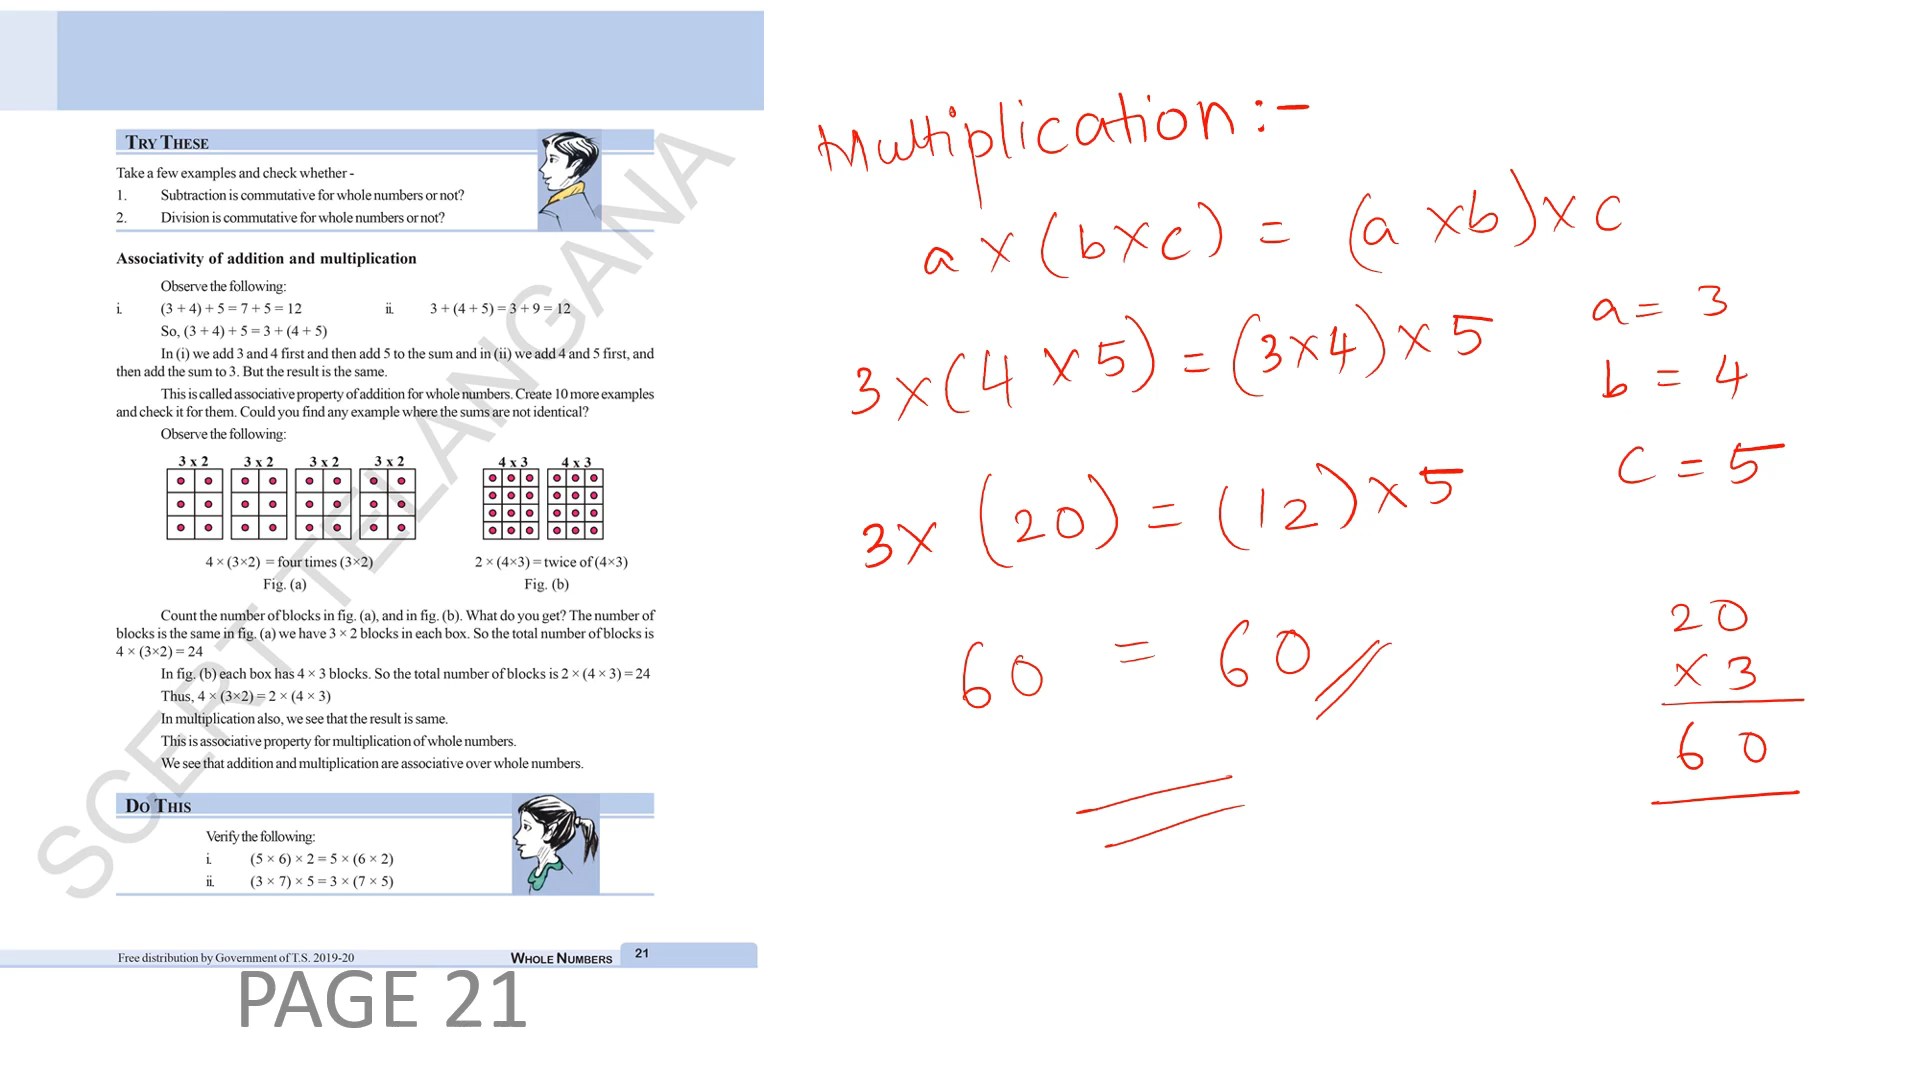 TRY THESE
Take a few examples and check whether -
1. Subtraction is commutative for whole numbers or not?
2. Division is commutative for whole numbers or not?
Associativity of addition and multiplication
Observe the following:
i. (3 + 4) + 5 = 7 + 5 = 12 ii. 3 + (4 + 5) = 3 + 9 = 12
So, (3 + 4) + 5 = 3 + (4 + 5)
In (i) we add 3 and 4 first and then add 5 to the sum and in (ii) we add 4 and 5 first, and
then add the sum to 3. But the result is the same.
This is called associative property of addition for whole numbers. Create 10 more examples
and check it for them. Could you find any example where the sums are not identical?
Observe the following:
3 x 2 3 x 2 3 x 2 3 x 2 4 x 3 4 x 3
4 × (3×2) = four times (3×2) 2 × (4×3) = twice of (4×3)
Fig. (a) Fig. (b)
Count the number of blocks in fig. (a), and in fig. (b). What do you get? The number of
blocks is the same in fig. (a) we have 3 × 2 blocks in each box. So the total number of blocks is
4 × (3×2) = 24
In fig. (b) each box has 4 × 3 blocks. So the total number of blocks is 2 × (4 × 3) = 24
Thus, 4 × (3×2) = 2 × (4 × 3)
In multiplication also, we see that the result is same.
This is associative property for multiplication of whole numbers.
We see that addition and multiplication are associative over whole numbers.
DO THIS
Verify the following:
i. (5 × 6) × 2 = 5 × (6 × 2)
ii. (3 × 7) × 5 = 3 × (7 × 5)
Free distribution by Government of T.S. 2019-20 WHOLE NUMBERS 21
SCERT TELANGANA
PAGE 21
Multiplication :-
a × (b×c) = (a ×b)×c
a = 3
3×(4 ×5) = (3×4)×5
b = 4
c = 5
3× (20) = (12)×5
60 = 60
20
× 3
60